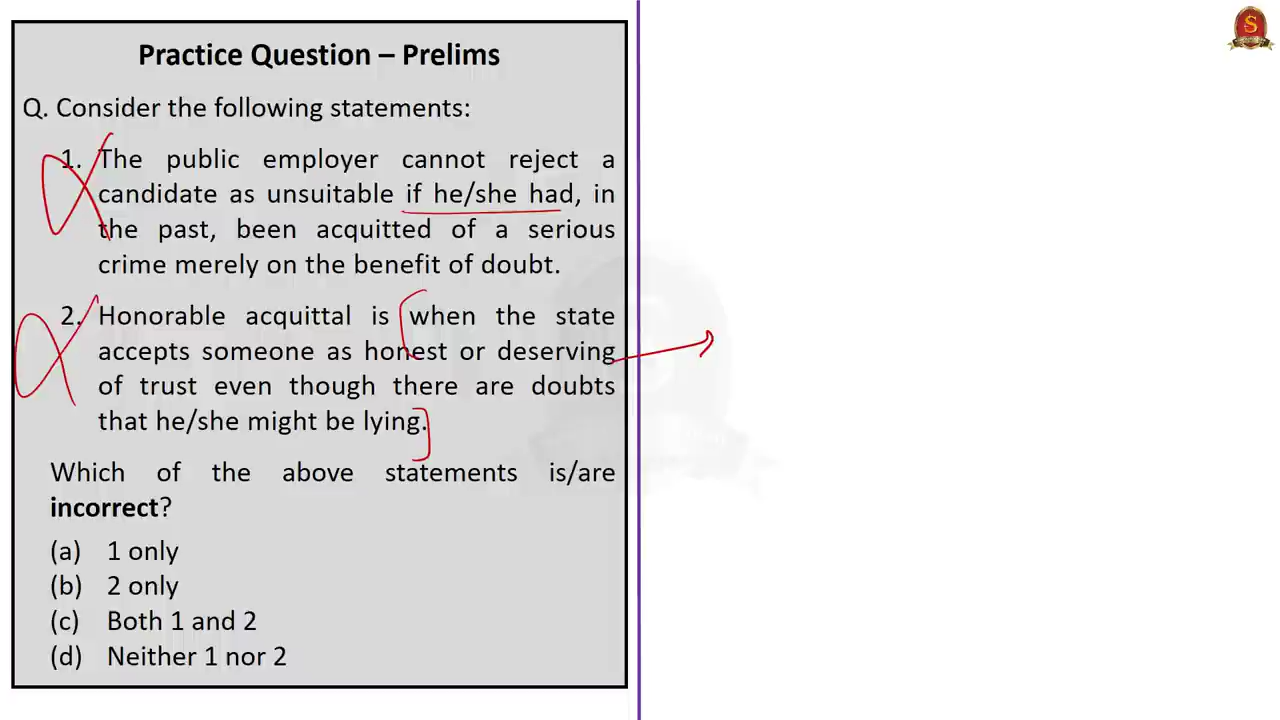 Practice Question – Prelims
Q. Consider the following statements:
1. The public employer cannot reject a
candidate as unsuitable if he/she had, in
the past, been acquitted of a serious
crime merely on the benefit of doubt.
2. Honorable acquittal is when the state
accepts someone as honest or deserving
of trust even though there are doubts
that he/she might be lying.
Which of the above statements is/are
incorrect?
(a) 1 only
(b) 2 only
(c) Both 1 and 2
(d) Neither 1 nor 2
S